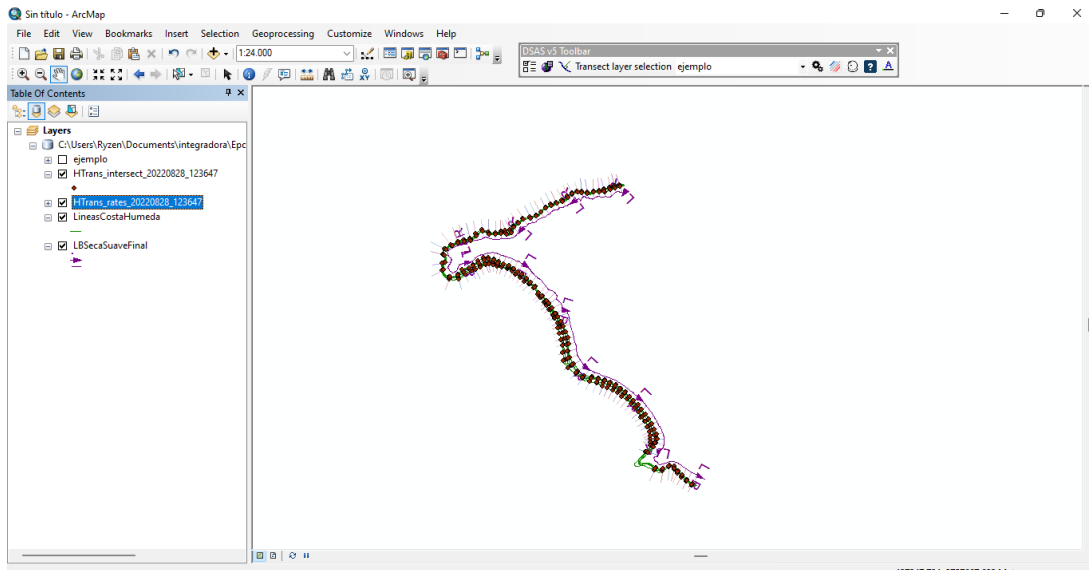 Sin título - ArcMap
File Edit View Bookmarks Insert Selection Geoprocessing Customize Windows Help
1:24.000
DSAS v5 Toolbar
Transect layer selection ejemplo
Table Of Contents
Layers
C:\Users\Ryzen\Documents\integradora\Epc
ejemplo
HTrans_intersect_20220828_123647
HTrans_rates_20220828_123647
LineasCostaHumeda
LBSecaSuaveFinal